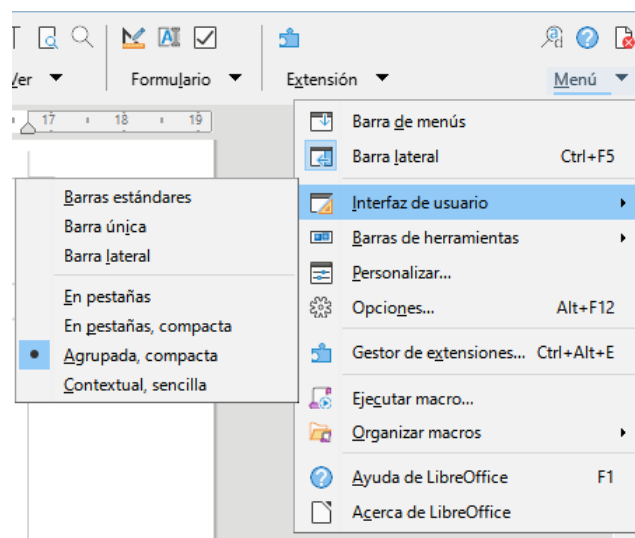 Ver
Formulario
Extensión
Menú
17 18 19
Barra de menús
Barra lateral Ctrl+F5
Interfaz de usuario
Barras de herramientas
Personalizar...
Opciones... Alt+F12
Gestor de extensiones... Ctrl+Alt+E
Ejecutar macro...
Organizar macros
Ayuda de LibreOffice F1
Acerca de LibreOffice
Barras estándares
Barra única
Barra lateral
En pestañas
En pestañas, compacta
Agrupada, compacta
Contextual, sencilla